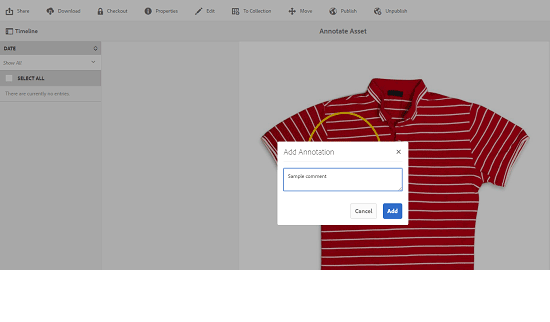 Share Download Checkout Properties Edit To Collection Move Publish Unpublish
Timeline Annotate Asset
DATE
Show All
SELECT ALL
There are currently no entries.
Add Annotation
Sample comment
Cancel Add